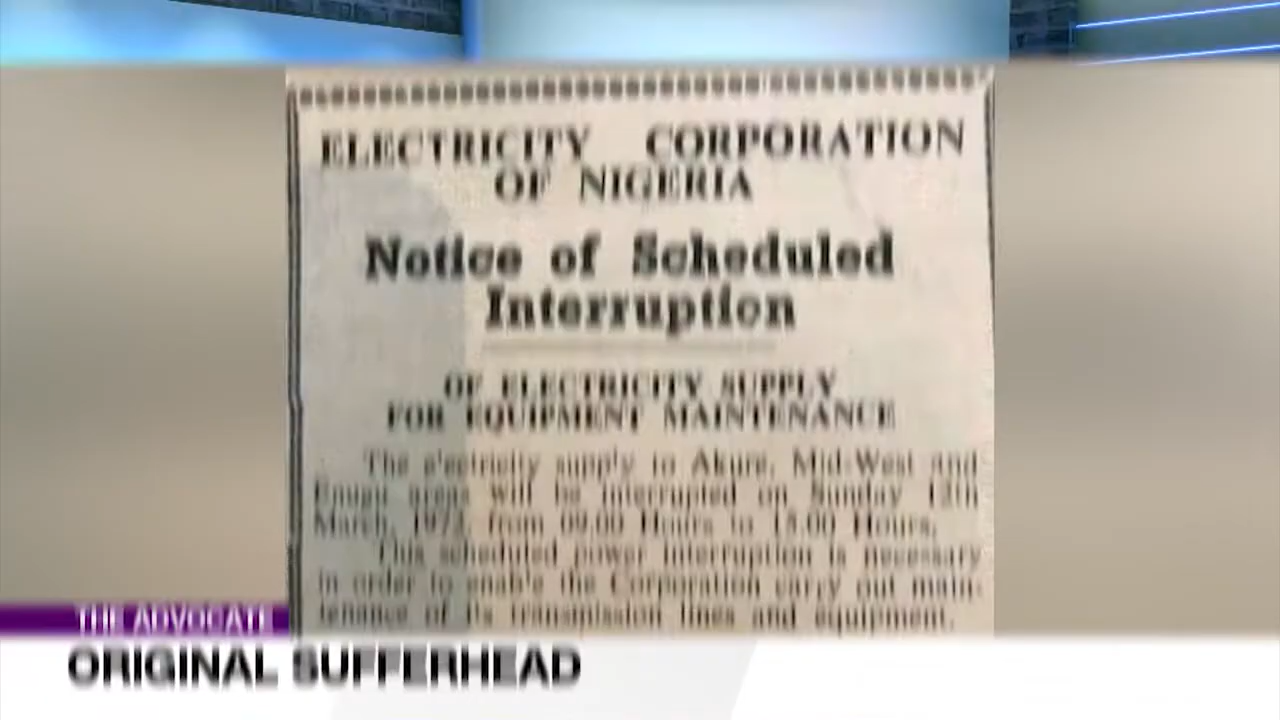 ELECTRICITY CORPORATION
OF NIGERIA
Notice of Scheduled
Interruption
OF ELECTRICITY SUPPLY
FOR EQUIPMENT MAINTENANCE
The electricity supply to Akure, Mid-West and
Enugu areas will be interrupted on Sunday 12th
March, 1972, from 09.00 Hours to 15.00 Hours.
This scheduled power interruption is necessary
in order to enable the Corporation carry out main-
tenance of its transmission lines and equipment.
THE ADVOCATE
ORIGINAL SUFFERHEAD